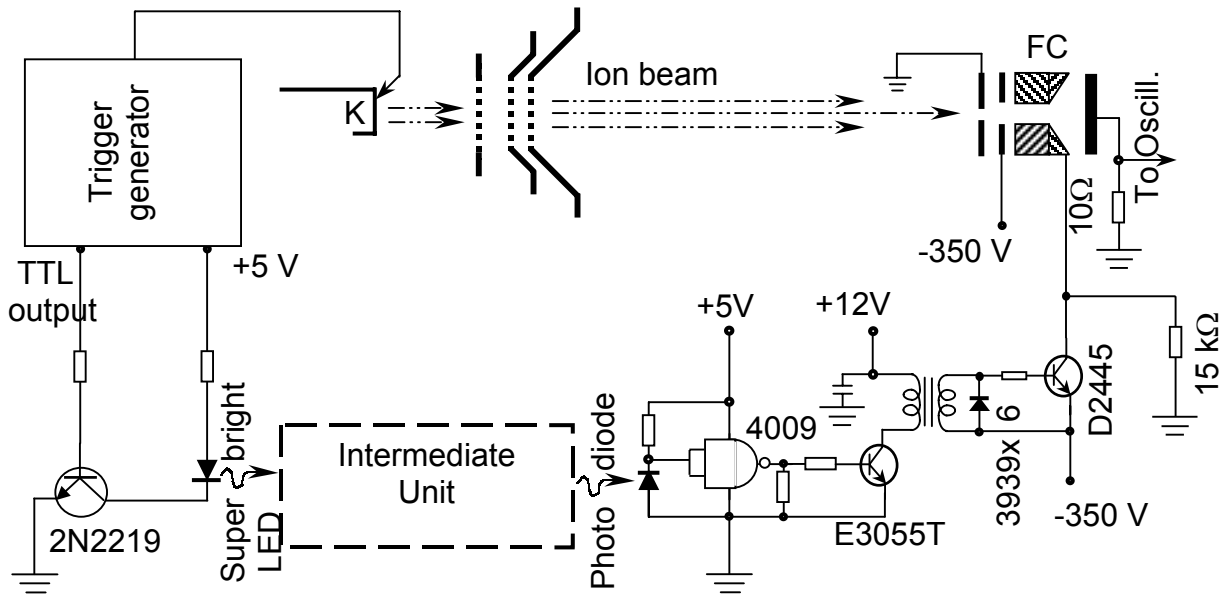 Trigger
generator
TTL
output
+5 V
2N2219
Super bright
LED
K
Ion beam
Intermediate
Unit
Photo diode
+5V
4009
+12V
E3055T
3939x 6
D2445
-350 V
15 kΩ
FC
-350 V
10Ω
To Oscill.